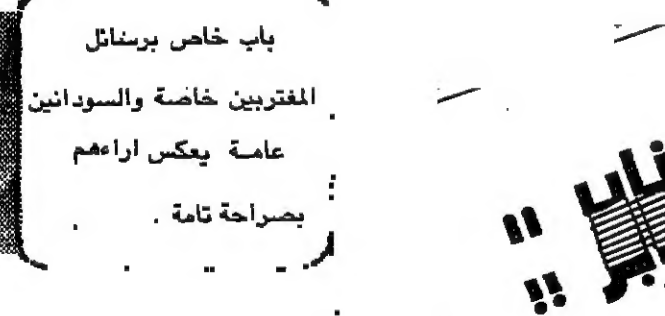 باب خاص برسائل
المغتربين خاصة والسودانين
عامة يعكس اراءهم
بصراحة تامة .